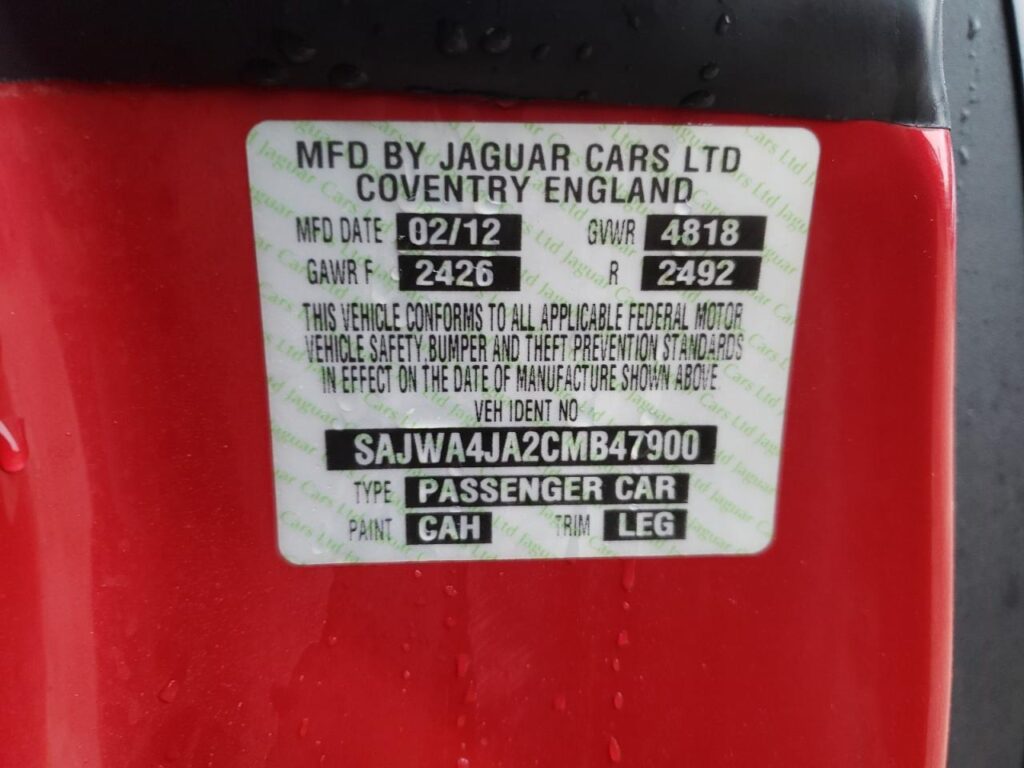 MFD BY JAGUAR CARS LTD
COVENTRY ENGLAND
MFD DATE 02/12 GVWR 4818
GAWR F 2426 R 2492
THIS VEHICLE CONFORMS TO ALL APPLICABLE FEDERAL MOTOR
VEHICLE SAFETY,BUMPER AND THEFT PREVENTION STANDARDS
IN EFFECT ON THE DATE OF MANUFACTURE SHOWN ABOVE
VEH IDENT NO
SAJWA4JA2CMB47900
TYPE PASSENGER CAR
PAINT CAH TRIM LEG